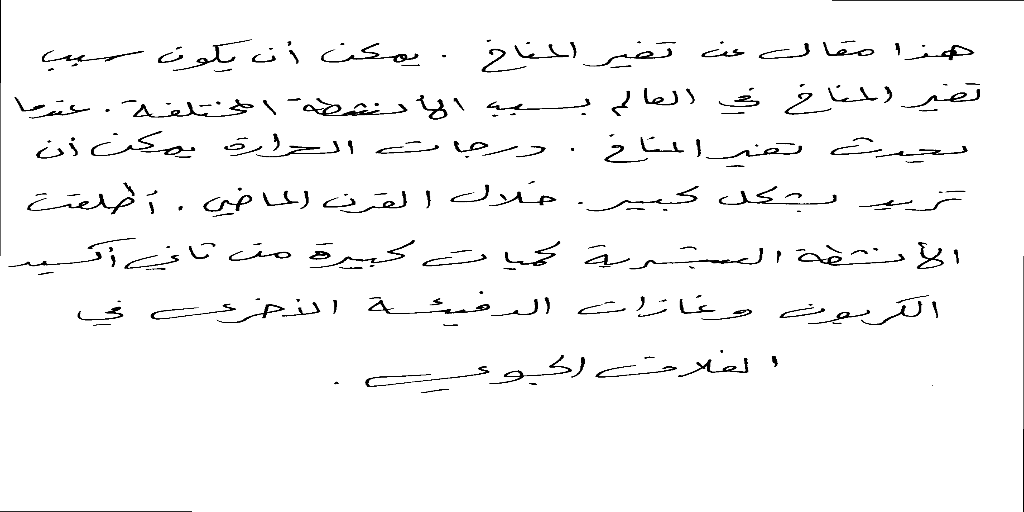 هذا مقال عن تغير المناخ . يمكن أن يكون سبب
تغير المناخ في العالم بسبب الأنشطة المختلفة . عندما
يحدث تغير المناخ . درجات الحرارة يمكن أن
تزيد بشكل كبير . خلال القرن الماضي . أطلقت
الأنشطة البشرية كميات كبيرة من ثاني أكسيد
الكربون وغازات الدفيئة الأخرى في
الغلاف الجوي .